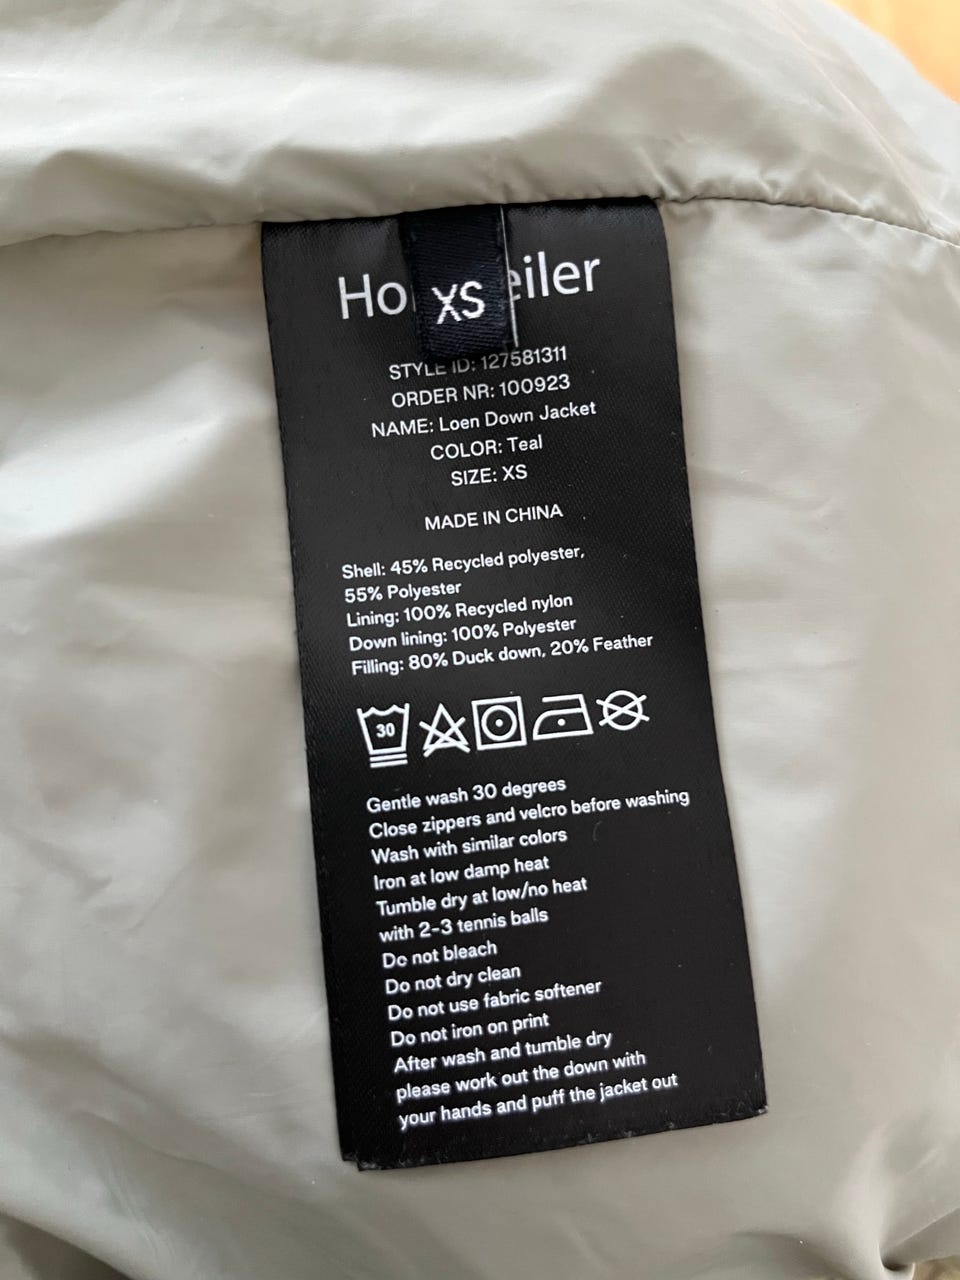 XS
STYLE ID: 127581311
ORDER NR: 100923
NAME: Loen Down Jacket
COLOR: Teal
SIZE: XS
MADE IN CHINA
Shell: 45% Recycled polyester,
55% Polyester
Lining: 100% Recycled nylon
Down lining: 100% Polyester
Filling: 80% Duck down, 20% Feather
30
Gentle wash 30 degrees
Close zippers and velcro before washing
Wash with similar colors
Iron at low damp heat
Tumble dry at low/no heat
with 2-3 tennis balls
Do not bleach
Do not dry clean
Do not use fabric softener
Do not iron on print
After wash and tumble dry
please work out the down with
your hands and puff the jacket out